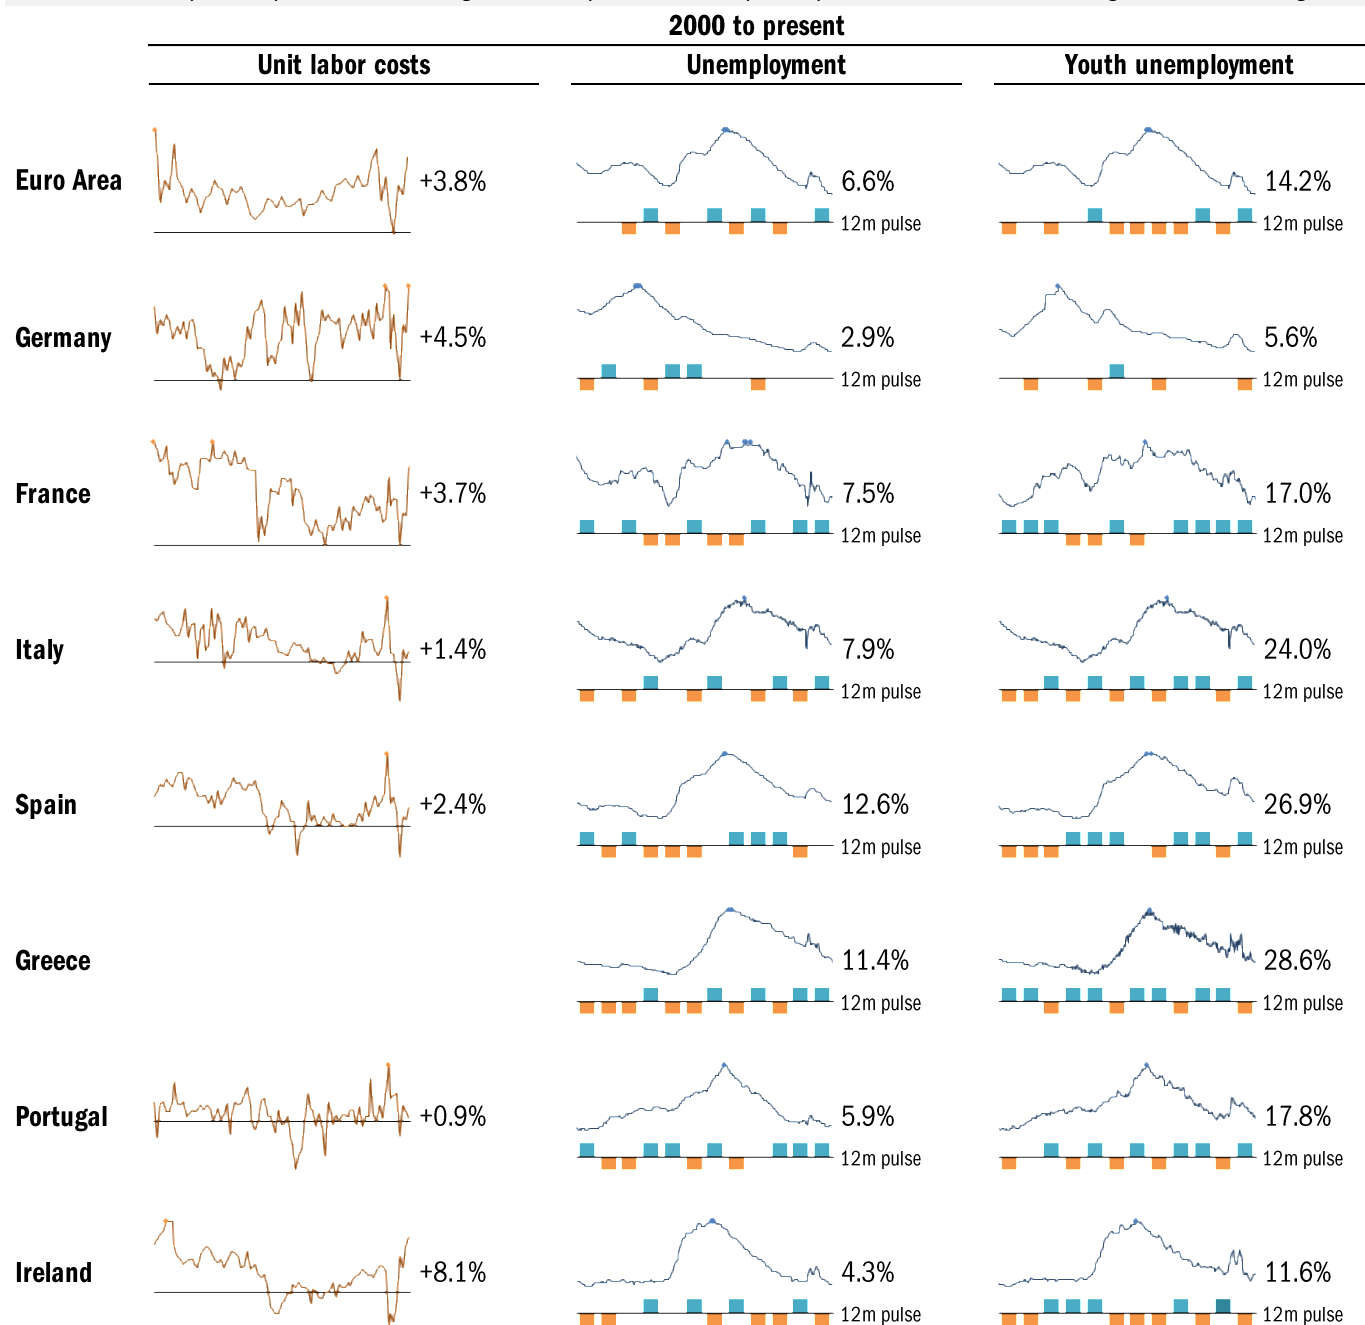 2000 to present
Unit labor costs Unemployment Youth unemployment
Euro Area +3.8% 6.6% 14.2%
12m pulse 12m pulse
Germany +4.5% 2.9% 5.6%
12m pulse 12m pulse
France +3.7% 7.5% 17.0%
12m pulse 12m pulse
Italy +1.4% 7.9% 24.0%
12m pulse 12m pulse
Spain +2.4% 12.6% 26.9%
12m pulse 12m pulse
Greece 11.4% 28.6%
12m pulse 12m pulse
Portugal +0.9% 5.9% 17.8%
12m pulse 12m pulse
Ireland +8.1% 4.3% 11.6%
12m pulse 12m pulse